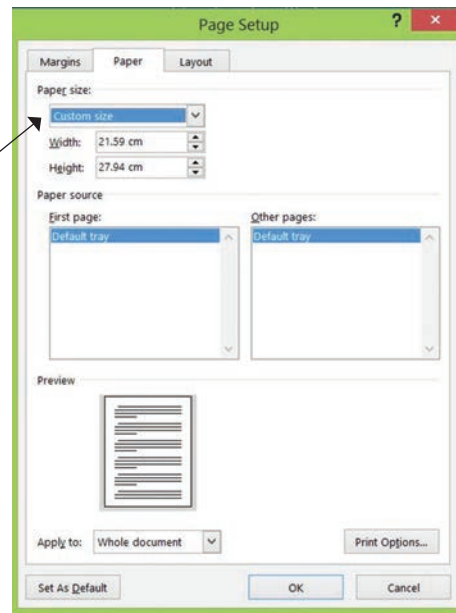 Page Setup ? ×
Margins Paper Layout
Paper size:
Custom size
Width: 21.59 cm
Height: 27.94 cm
Paper source
First page: Other pages:
Default tray Default tray
Preview
Apply to: Whole document Print Options...
Set As Default OK Cancel